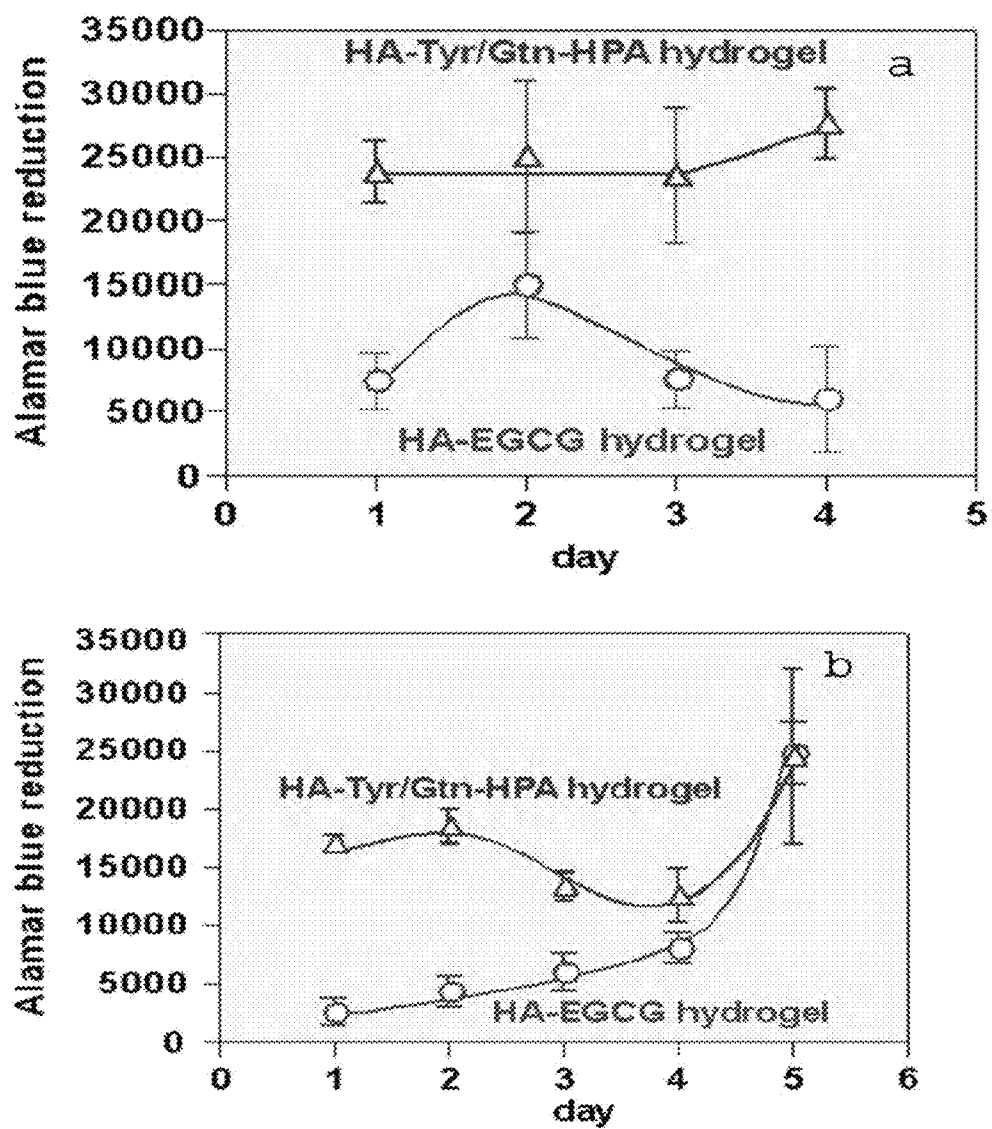 35000
HA-Tyr/Gtn-HPA hydrogel
a
30000
25000
20000
15000
10000
5000
0
Alamar blue reduction
HA-EGCG hydrogel
0 1 2 3 4 5
day
35000
b
30000
25000
HA-Tyr/Gtn-HPA hydrogel
20000
15000
10000
5000
0
Alamar blue reduction
HA-EGCG hydrogel
0 1 2 3 4 5 6
day